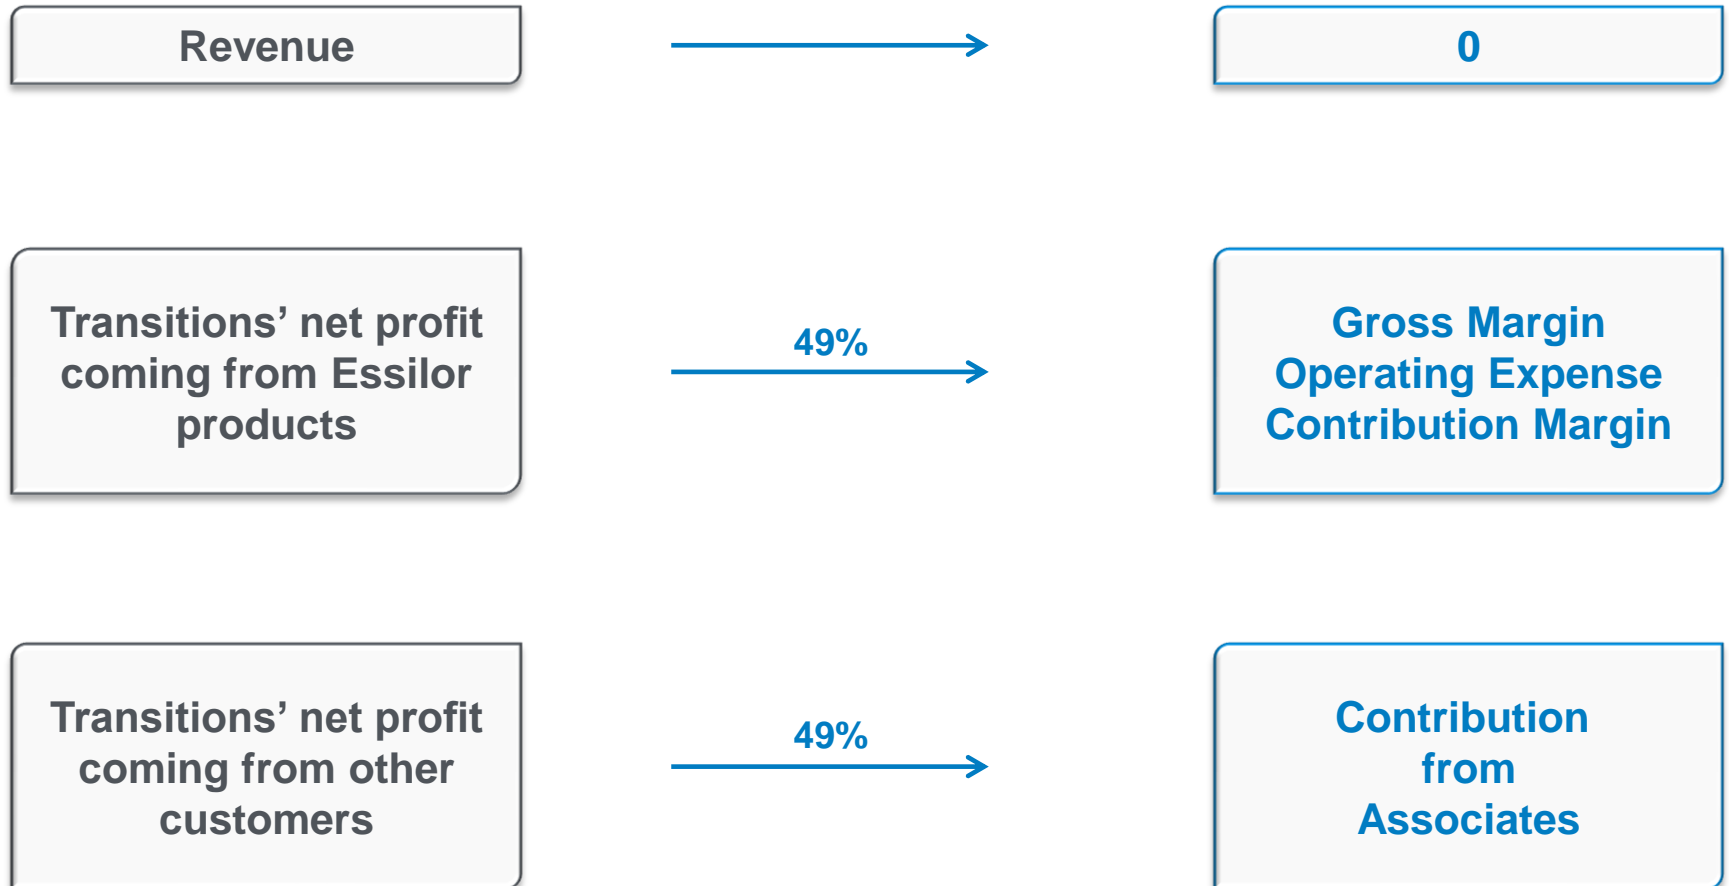 Revenue
0
Transitions’ net profit
coming from Essilor
products
49%
Gross Margin
Operating Expense
Contribution Margin
Transitions’ net profit
coming from other
customers
49%
Contribution
from
Associates